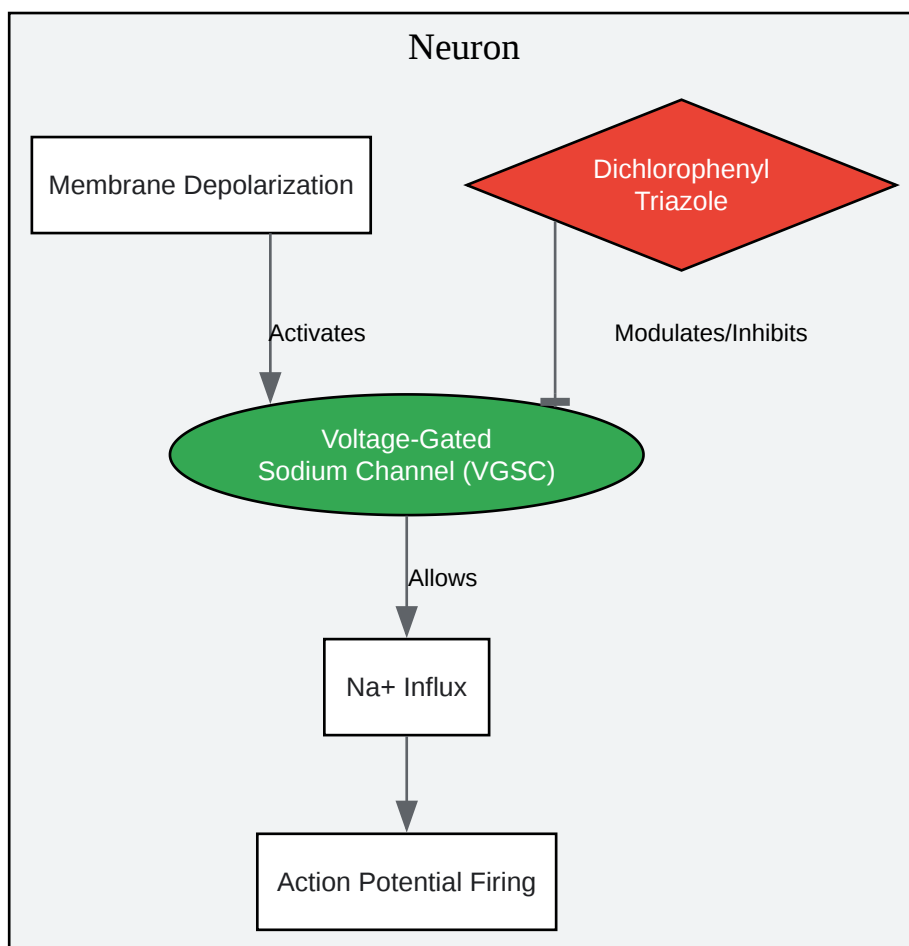 Neuron
Membrane Depolarization
Dichlorophenyl
Triazole
Activates
Modulates/Inhibits
Voltage-Gated
Sodium Channel (VGSC)
Allows
Na+ Influx
Action Potential Firing